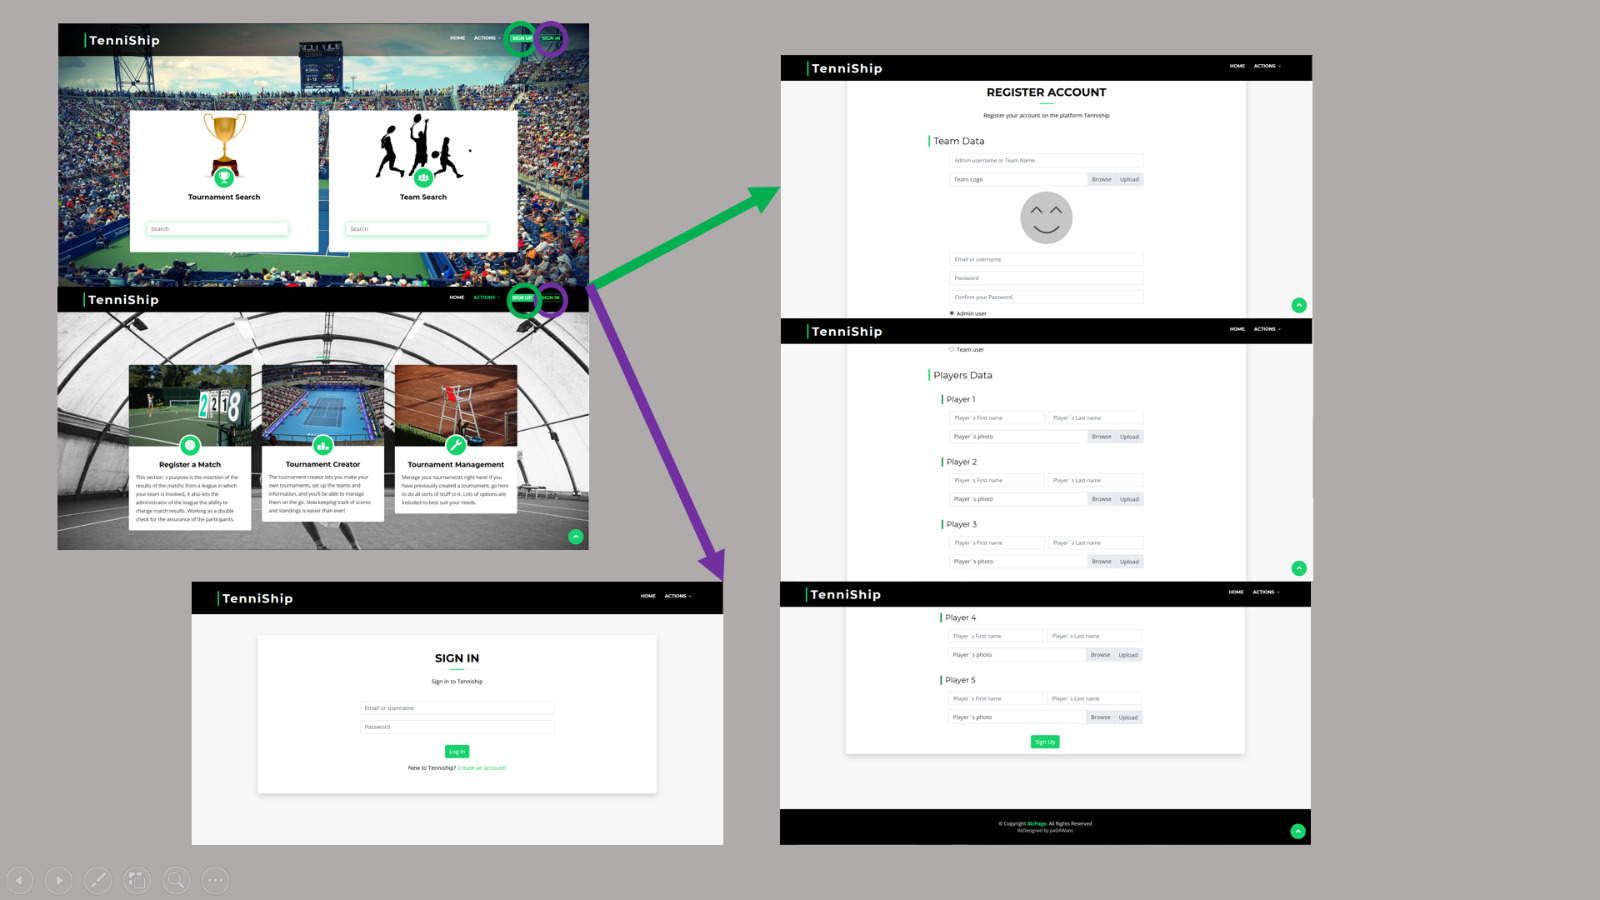 TenniShip
HOME ACTIONS SIGN UP SIGN IN
Tournament Search
Search
Team Search
Search
TenniShip
HOME ACTIONS SIGN UP SIGN IN
Register a Match
This section´s purpose is the insertion of the
results of the matchs from a league in which
your team is involved, it also lets the
administrator of the league the ability to
change match results. Working as a double
check for the assurance of the participants.
Tournament Creator
The tournament creator lets you make your
own tournaments, set up the teams and
information, and you'll be able to manage
them on the go. Now keeping track of scores
and standings is easier than ever!
Tournament Management
Manage your tournaments right here! If you
have previously created a tournament, go here
to do all sorts of stuff to it. Lots of options are
included to best suit your needs.
TenniShip
HOME ACTIONS
SIGN IN
Sign in to Tenniship
Email or username
Password
Log In
New to Tenniship? Create an account!
TenniShip
HOME ACTIONS
REGISTER ACCOUNT
Register your account on the platform Tenniship
Team Data
Admin username or Team Name
Team Logo Browse Upload
Email or username
Password
Confirm your Password
Admin user
TenniShip
HOME ACTIONS
Team user
Players Data
Player 1
Player´s First name Player´s Last name
Player´s photo Browse Upload
Player 2
Player´s First name Player´s Last name
Player´s photo Browse Upload
Player 3
Player´s First name Player´s Last name
Player´s photo Browse Upload
TenniShip
HOME ACTIONS
Player 4
Player´s First name Player´s Last name
Player´s photo Browse Upload
Player 5
Player´s First name Player´s Last name
Player´s photo Browse Upload
Sign Up
© Copyright BizPage. All Rights Reserved
ReDesigned by paDAWans